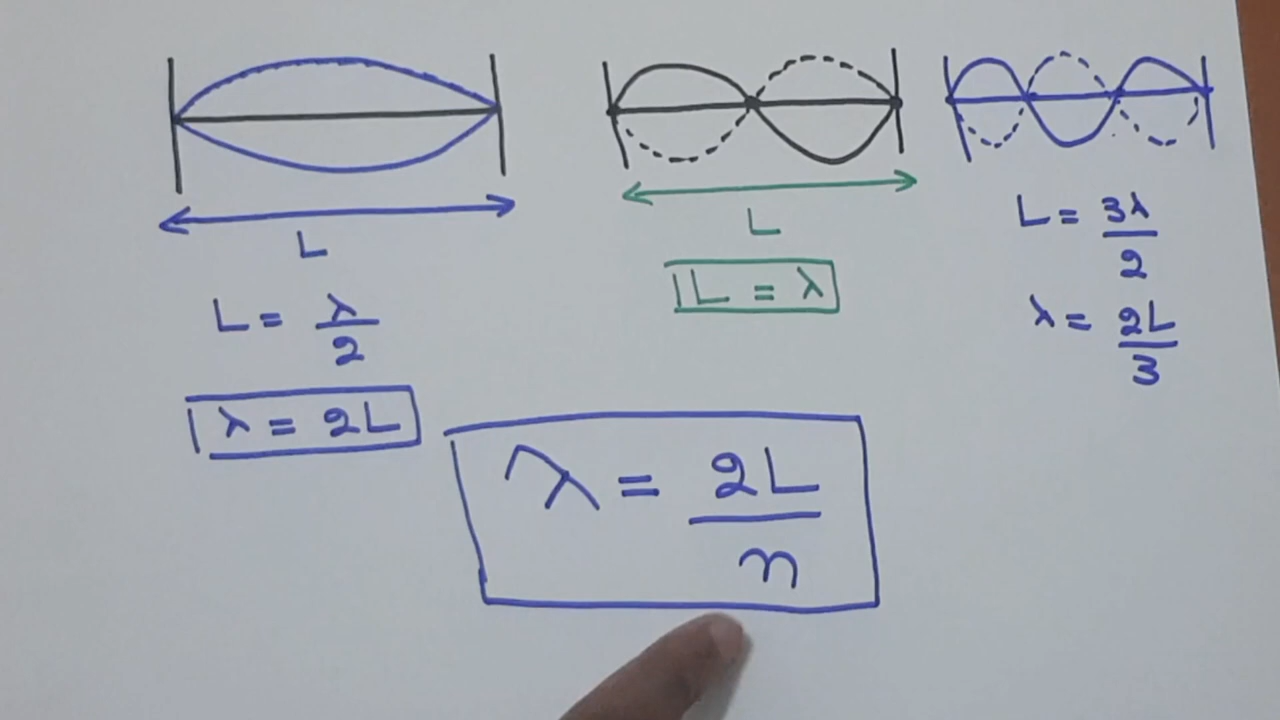 L
L = λ/2
λ = 2L
L
L = λ
L = 3λ/2
λ = 2L/3
λ = 2L/n